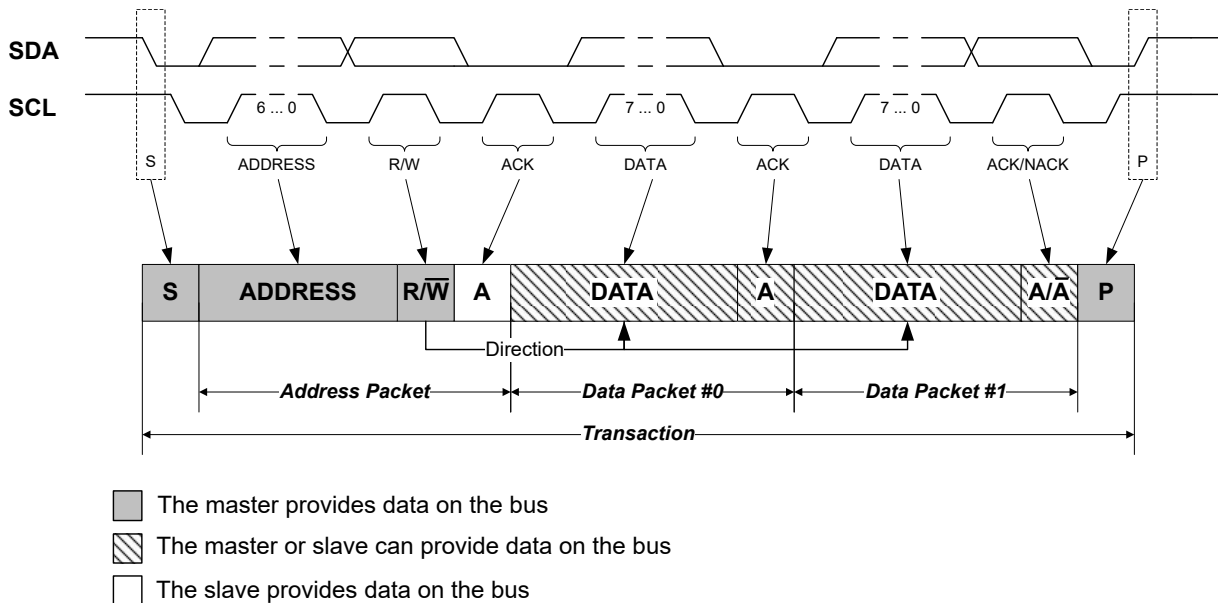 SDA
SCL
6 ... 0
7 ... 0
7 ... 0
S
ADDRESS
R/W
ACK
DATA
ACK
DATA
ACK/NACK
P
S
ADDRESS
R/W̅
A
DATA
A
DATA
A/A̅
P
Direction
Address Packet
Data Packet #0
Data Packet #1
Transaction
The master provides data on the bus
The master or slave can provide data on the bus
The slave provides data on the bus